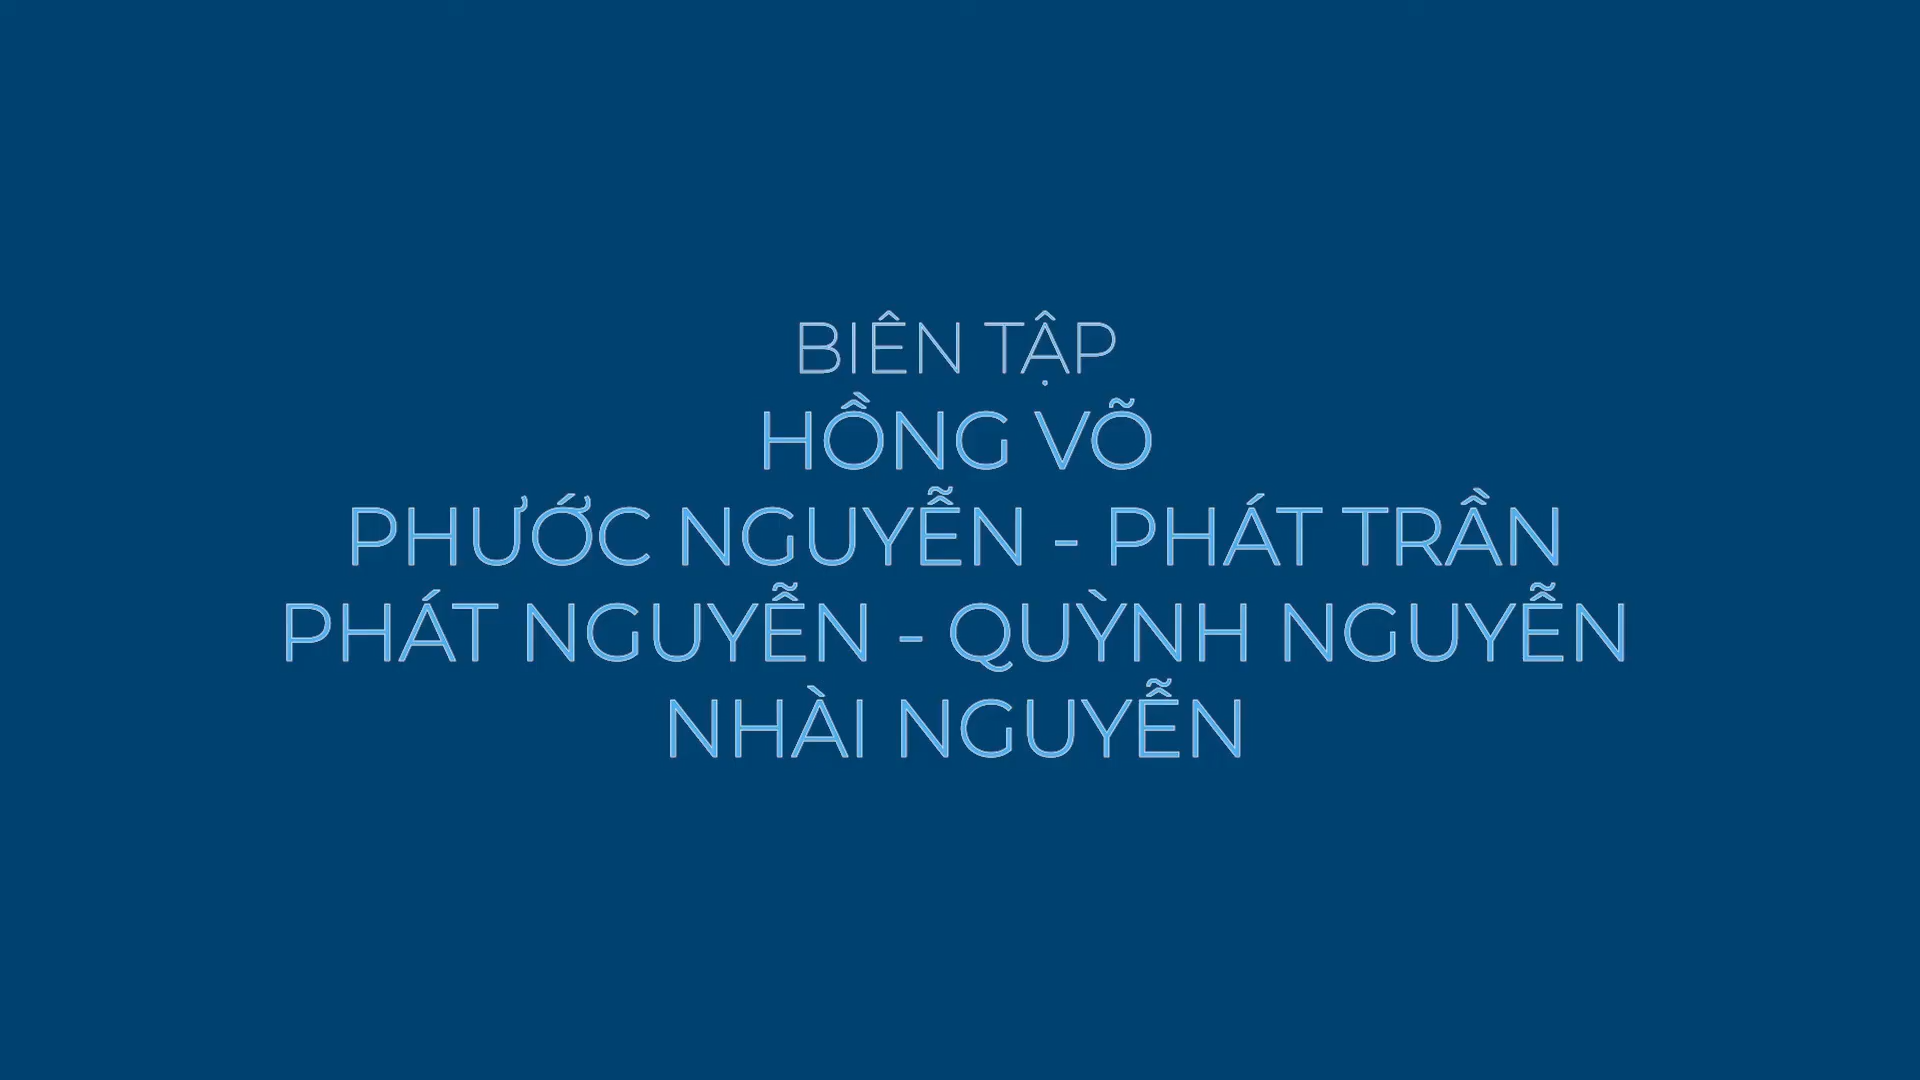 BIÊN TẬP
HỒNG VÕ
PHƯỚC NGUYỄN - PHÁT TRẦN
PHÁT NGUYỄN - QUỲNH NGUYỄN
NHÀI NGUYỄN